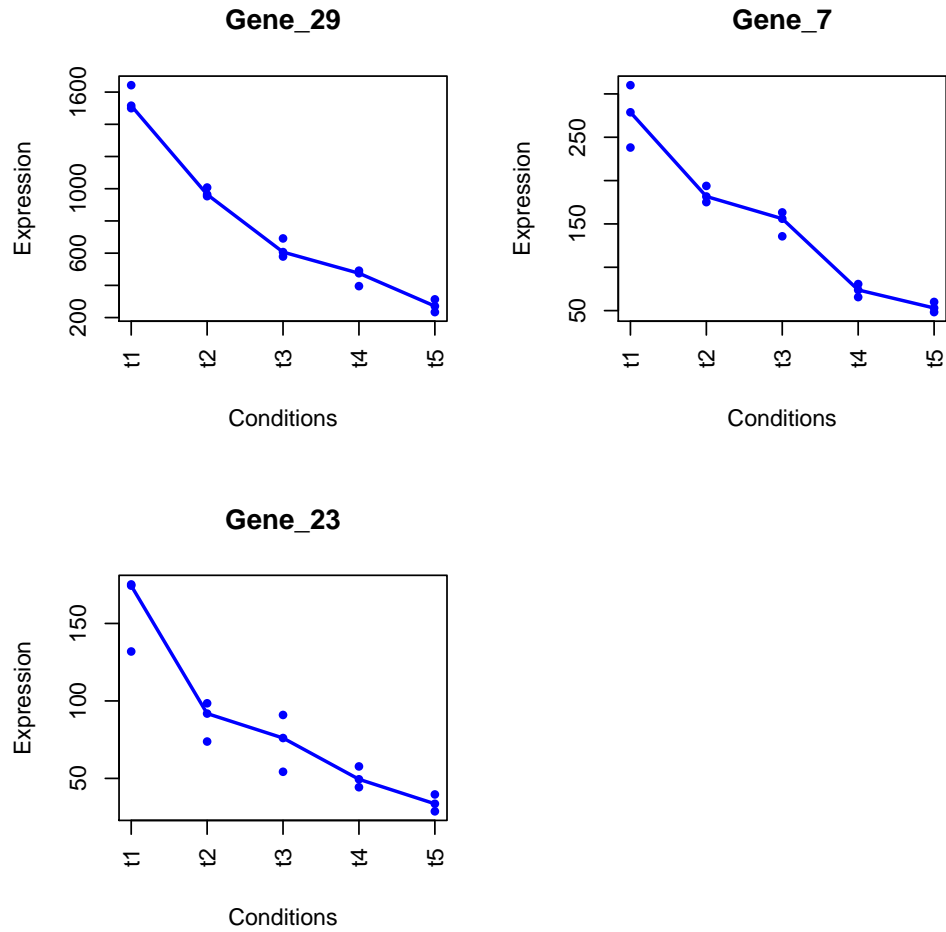 Gene_29
Expression
1600
1000
600
200
t1 t2 t3 t4 t5
Conditions
Gene_7
Expression
250
150
50
t1 t2 t3 t4 t5
Conditions
Gene_23
Expression
150
100
50
t1 t2 t3 t4 t5
Conditions